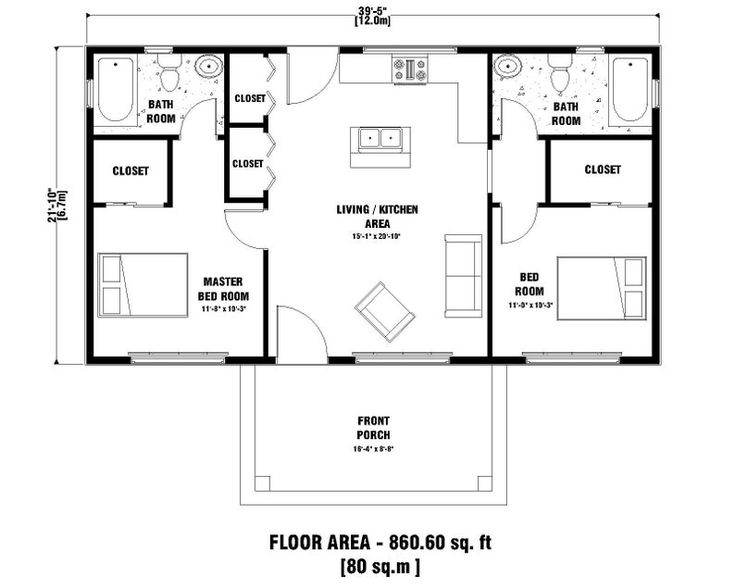 39'-5"
[12.0m]
21'-10"
[6.7m]
BATH
ROOM
CLOSET
CLOSET
CLOSET
BATH
ROOM
CLOSET
LIVING / KITCHEN
AREA
15'-1" x 20'-10"
MASTER
BED ROOM
11'-8" x 10'-3"
BED
ROOM
11'-0" x 10'-3"
FRONT
PORCH
16'-4" x 8'-8"
FLOOR AREA - 860.60 sq. ft
[80 sq.m ]